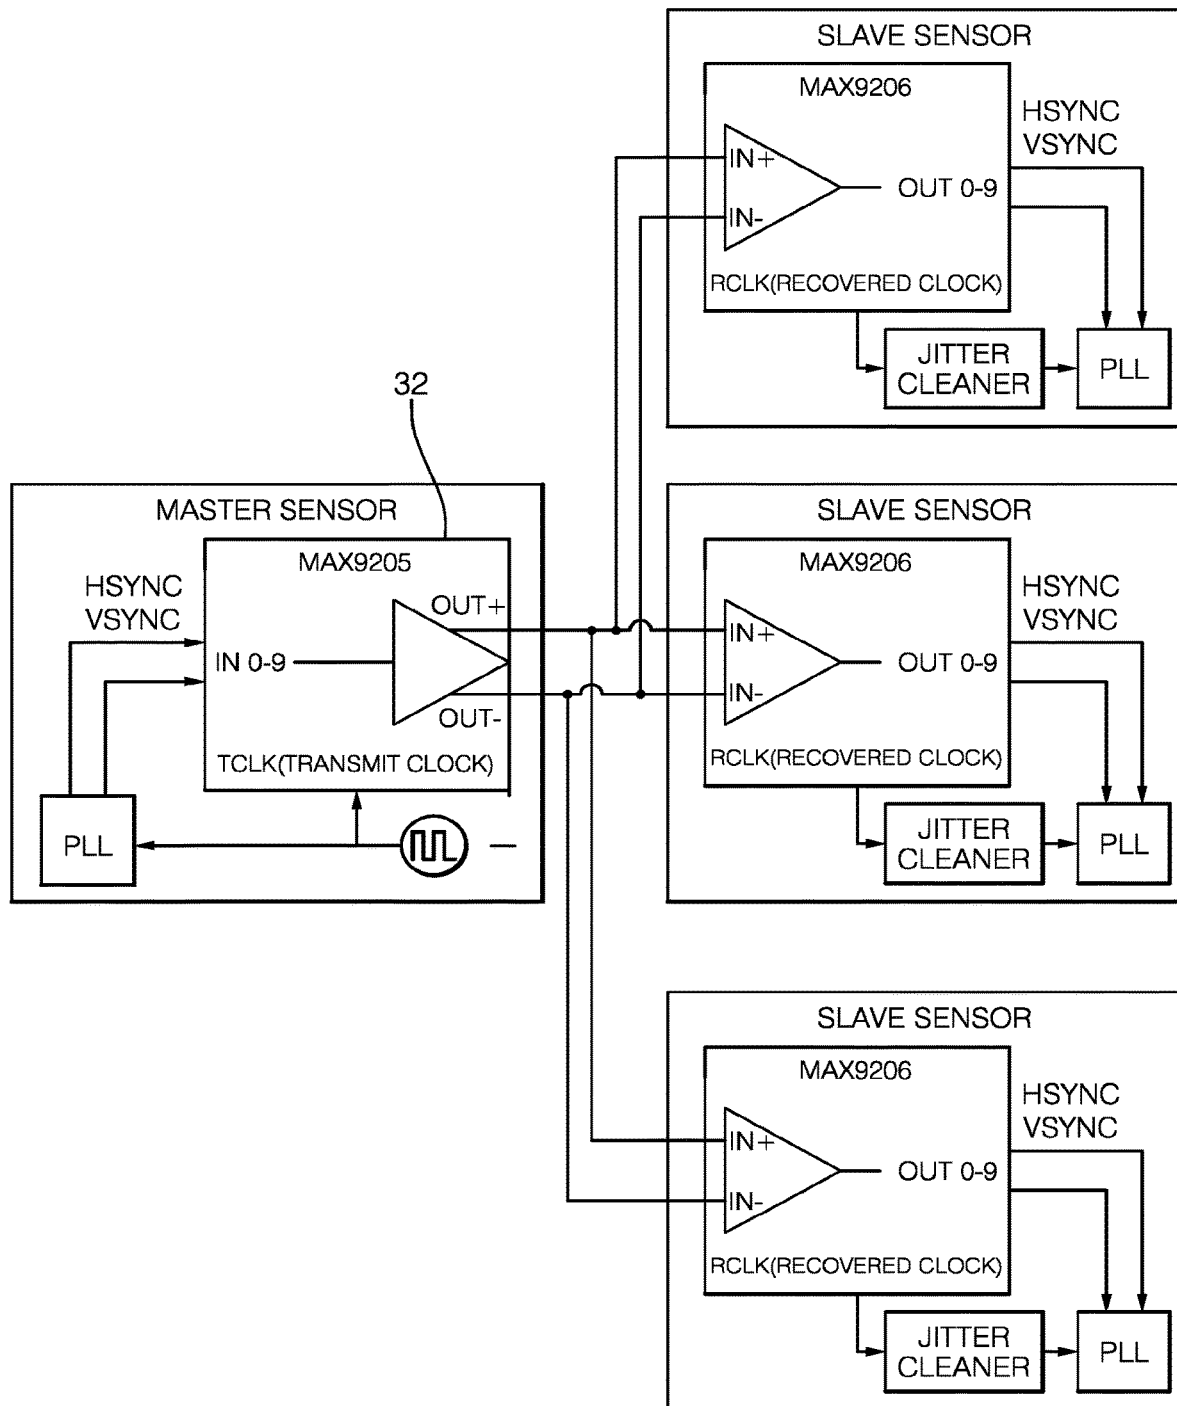 SLAVE SENSOR
MAX9206
HSYNC
VSYNC
IN+
OUT 0-9
IN-
RCLK(RECOVERED CLOCK)
JITTER
CLEANER
PLL
32
MASTER SENSOR
MAX9205
HSYNC
VSYNC
OUT+
IN 0-9
OUT-
TCLK(TRANSMIT CLOCK)
PLL
SLAVE SENSOR
MAX9206
HSYNC
VSYNC
IN+
OUT 0-9
IN-
RCLK(RECOVERED CLOCK)
JITTER
CLEANER
PLL
SLAVE SENSOR
MAX9206
HSYNC
VSYNC
IN+
OUT 0-9
IN-
RCLK(RECOVERED CLOCK)
JITTER
CLEANER
PLL